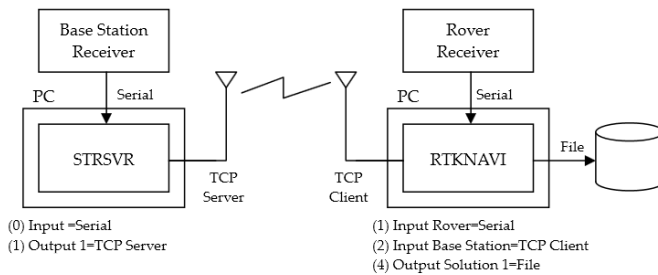 Base Station
Receiver
Rover
Receiver
PC
Serial
PC
Serial
STRSVR
TCP
Server
TCP
Client
RTKNAVI
File
(0) Input =Serial
(1) Output 1=TCP Server
(1) Input Rover=Serial
(2) Input Base Station=TCP Client
(4) Output Solution 1=File